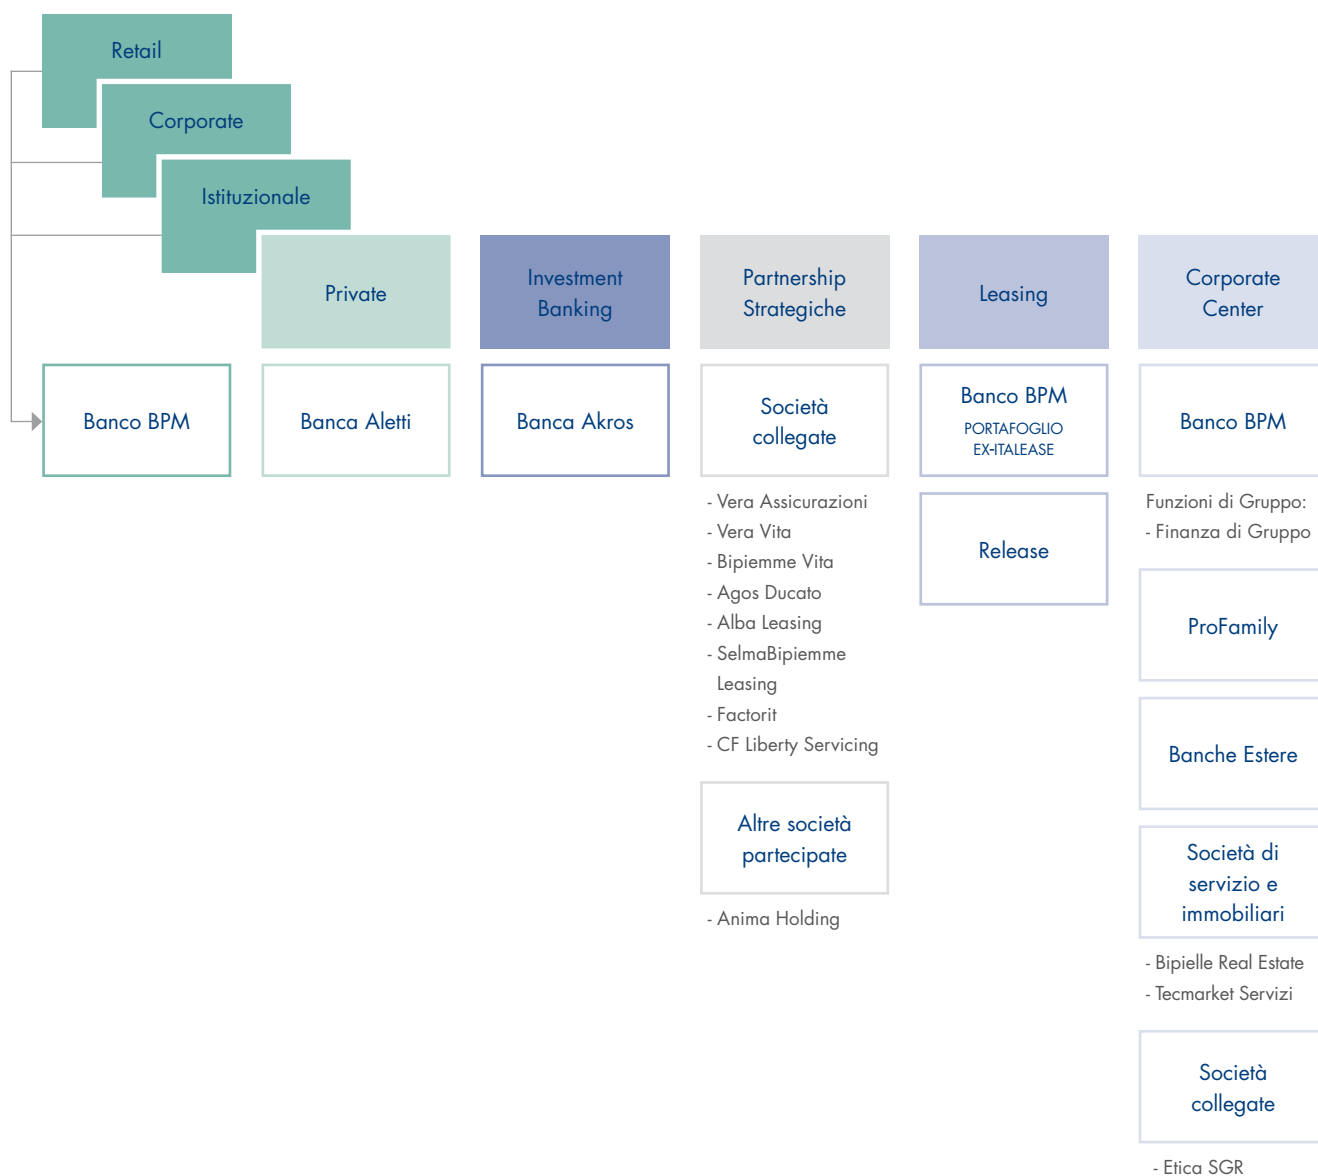 Retail
Corporate
Istituzionale
Private
Investment
Banking
Partnership
Strategiche
Leasing
Corporate
Center
Banco BPM
Banca Aletti
Banca Akros
Società
collegate
- Vera Assicurazioni
- Vera Vita
- Bipiemme Vita
- Agos Ducato
- Alba Leasing
- SelmaBipiemme
Leasing
- Factorit
- CF Liberty Servicing
Altre società
partecipate
- Anima Holding
Banco BPM
PORTAFOGLIO
EX-ITALEASE
Release
Banco BPM
Funzioni di Gruppo:
- Finanza di Gruppo
ProFamily
Banche Estere
Società di
servizio e
immobiliari
- Bipielle Real Estate
- Tecmarket Servizi
Società
collegate
- Etica SGR